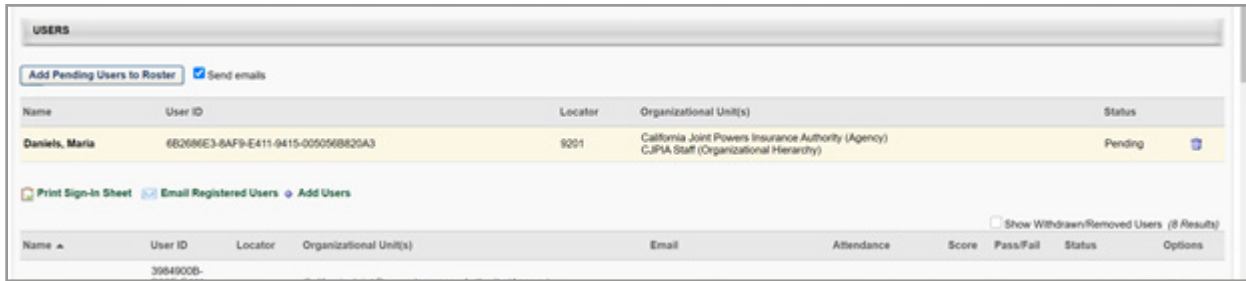 USERS
Add Pending Users to Roster Send emails
Name User ID Locator Organizational Unit(s) Status
Daniels, Maria 6B2686E3-8AF9-E411-9415-005056B820A3 9201 California Joint Powers Insurance Authority (Agency) Pending
CJPIA Staff (Organizational Hierarchy)
Print Sign-In Sheet Email Registered Users Add Users
Show Withdrawn/Removed Users (8 Results)
Name User ID Locator Organizational Unit(s) Email Attendance Score Pass/Fail Status Options
3984900B-